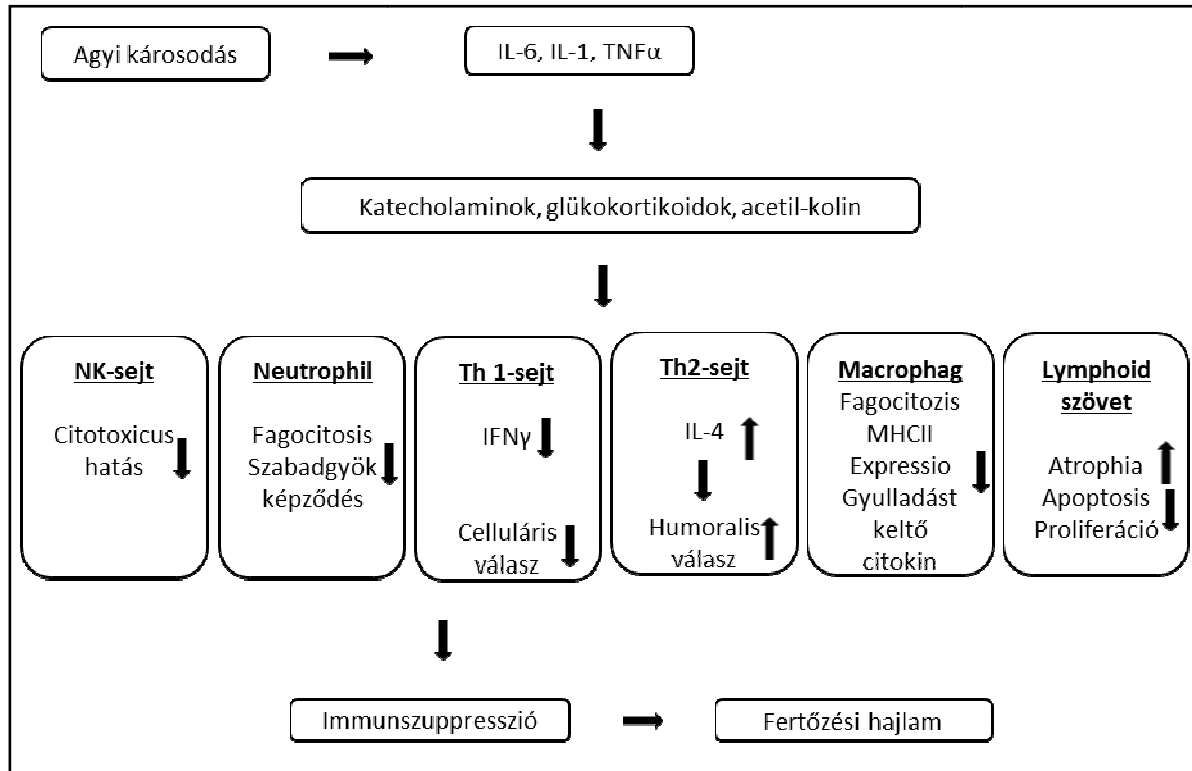 Agyi károsodás
IL-6, IL-1, TNFα
Katecholaminok, glükokortikoidok, acetil-kolin
NK-sejt
Citotoxicus
hatás
Neutrophil
Fagocitosis
Szabadgyök
képződés
Th 1-sejt
IFNγ
Celluláris
válasz
Th2-sejt
IL-4
Humoralis
válasz
Macrophag
Fagocitozis
MHCII
Expressio
Gyulladást
keltő
citokin
Lymphoid
szövet
Atrophia
Apoptosis
Proliferáció
Immunszuppresszió
Fertőzési hajlam